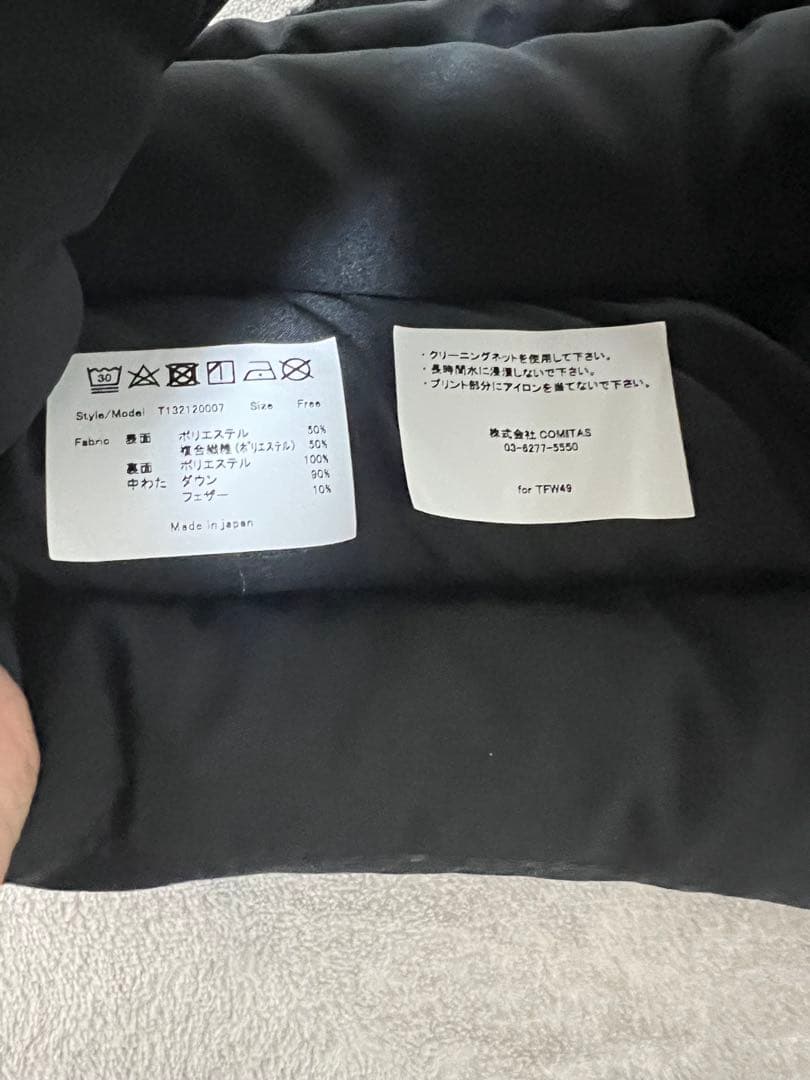 30
Style/Model T132120007 Size Free
Fabric 表面 ポリエステル 50%
複合繊維(ポリエステル) 50%
裏面 ポリエステル 100%
中わた ダウン 90%
フェザー 10%
Made in japan
・クリーニングネットを使用して下さい。
・長時間水に浸漬しないで下さい。
・プリント部分にアイロンを当てないで下さい。
株式会社 COMITAS
03-6277-5550
for TFW49